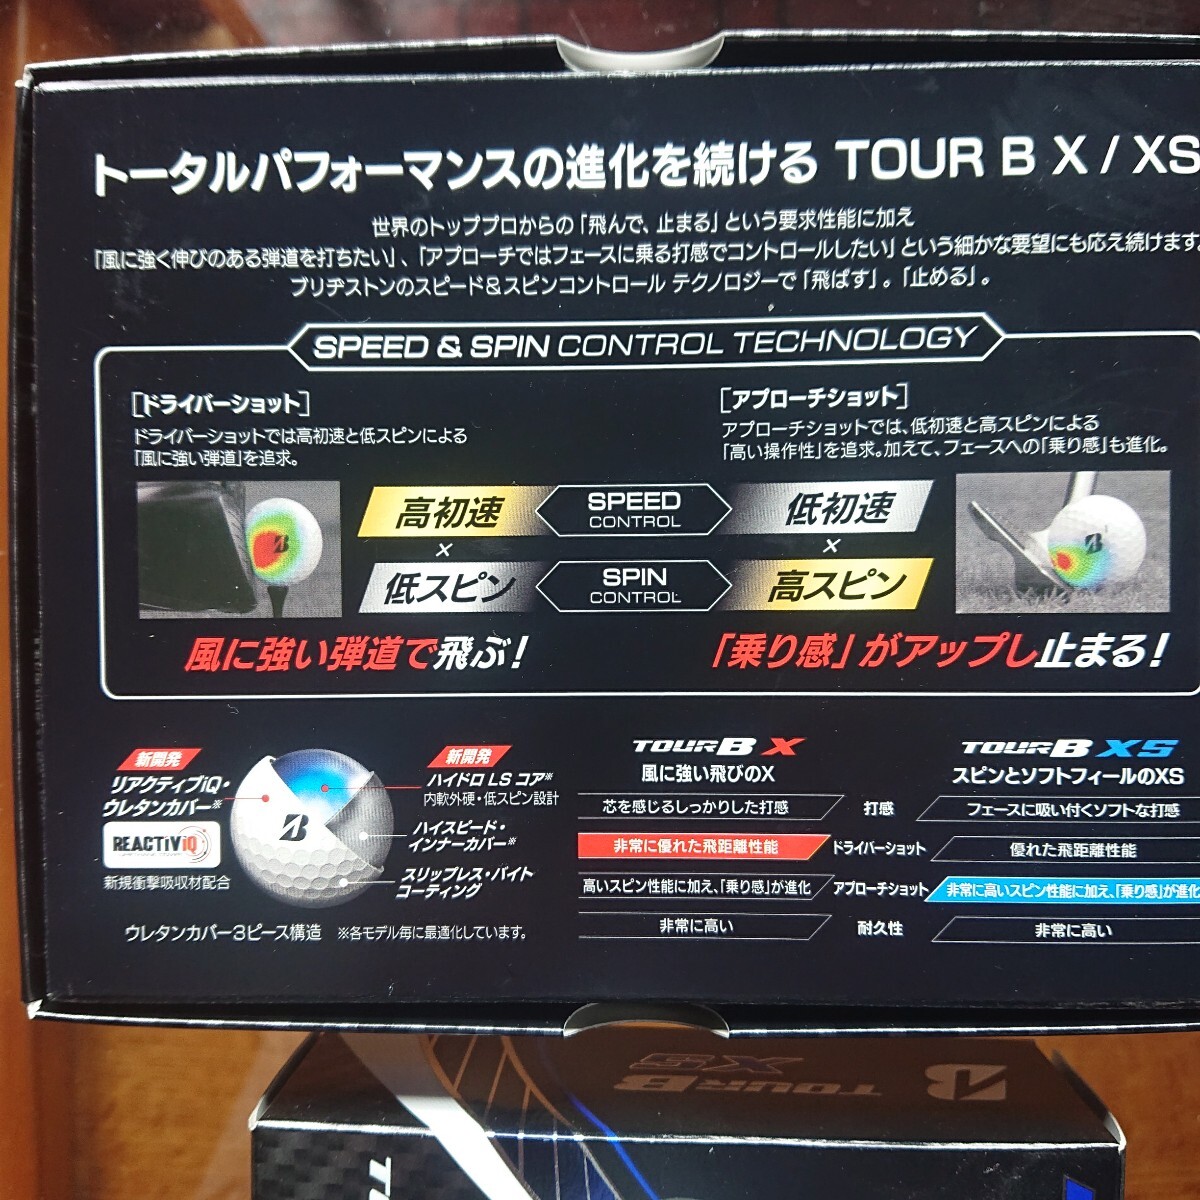 トータルパフォーマンスの進化を続ける TOUR B X / XS
世界のトッププロからの「飛んで、止まる」という要求性能に加え
「風に強く伸びのある弾道を打ちたい」、「アプローチではフェースに乗る打感でコントロールしたい」という細かな要望にも応え続けます。
ブリヂストンのスピード&スピンコントロール テクノロジーで「飛ばす」。「止める」。
SPEED & SPIN CONTROL TECHNOLOGY
[ドライバーショット]
ドライバーショットでは高初速と低スピンによる
「風に強い弾道」を追求。
[アプローチショット]
アプローチショットでは、低初速と高スピンによる
「高い操作性」を追求。加えて、フェースへの「乗り感」も進化。
高初速
×
低スピン
SPEED
CONTROL
SPIN
CONTROL
低初速
×
高スピン
B
B
風に強い弾道で飛ぶ!
「乗り感」がアップし止まる!
新開発
リアクティブiQ・
ウレタンカバー※
REACTiViQ
新規衝撃吸収材配合
B
新開発
ハイドロ LS コア※
内軟外硬・低スピン設計
ハイスピード・
インナーカバー※
スリップレス・バイト
コーティング
ウレタンカバー3ピース構造 ※各モデル毎に最適化しています。
TOUR B X
風に強い飛びのX
TOUR B XS
スピンとソフトフィールのXS
芯を感じるしっかりした打感 打感 フェースに吸い付くソフトな打感
非常に優れた飛距離性能 ドライバーショット 優れた飛距離性能
高いスピン性能に加え、「乗り感」が進化 アプローチショット 非常に高いスピン性能に加え、「乗り感」が進化
非常に高い 耐久性 非常に高い
B TOUR B XS